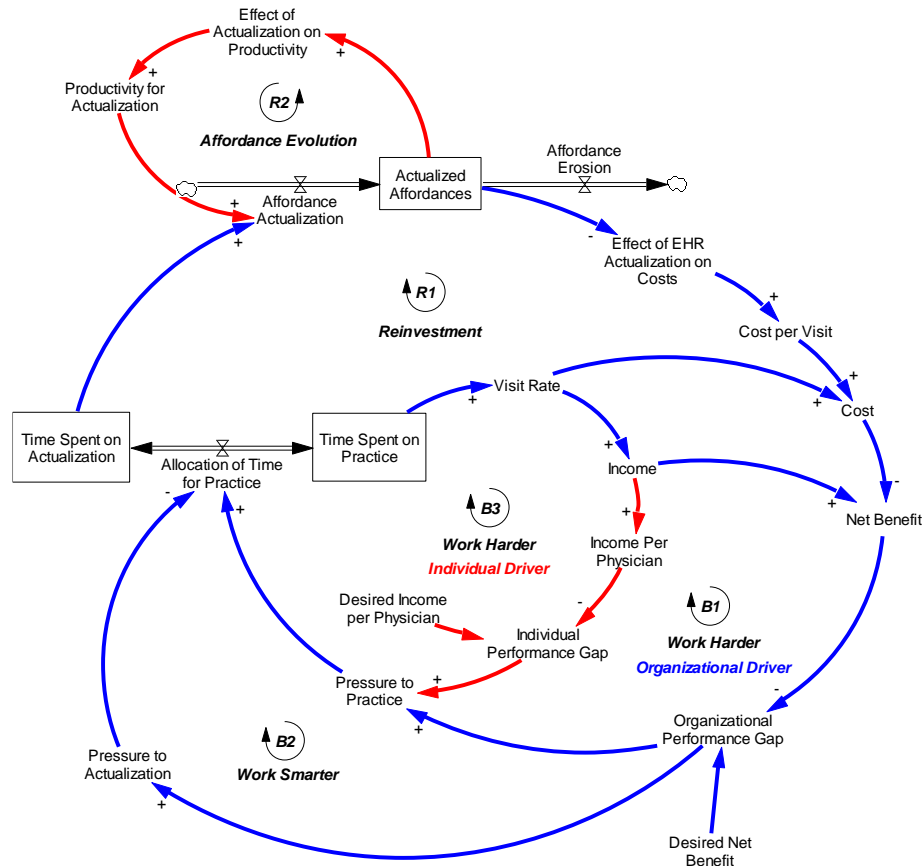 Effect of
Actualization on
Productivity
+
+
Productivity for
Actualization
R2
Affordance Evolution
Affordance
Erosion
Actualized
Affordances
+
Affordance
Actualization
+
-
Effect of EHR
Actualization on
Costs
R1
+
Reinvestment
Cost per Visit
+
Visit Rate
+
+
Cost
Time Spent on
Actualization
Time Spent on
Practice
+
Income
-
Allocation of Time
for Practice
-
+
+
+
Net Benefit
B3
Work Harder
Individual Driver
Income Per
Physician
-
Desired Income
per Physician
B1
Work Harder
Organizational Driver
Individual
Performance Gap
+
-
Pressure to
Practice
+
Organizational
Performance Gap
B2
Work Smarter
Pressure to
Actualization
+
Desired Net
Benefit